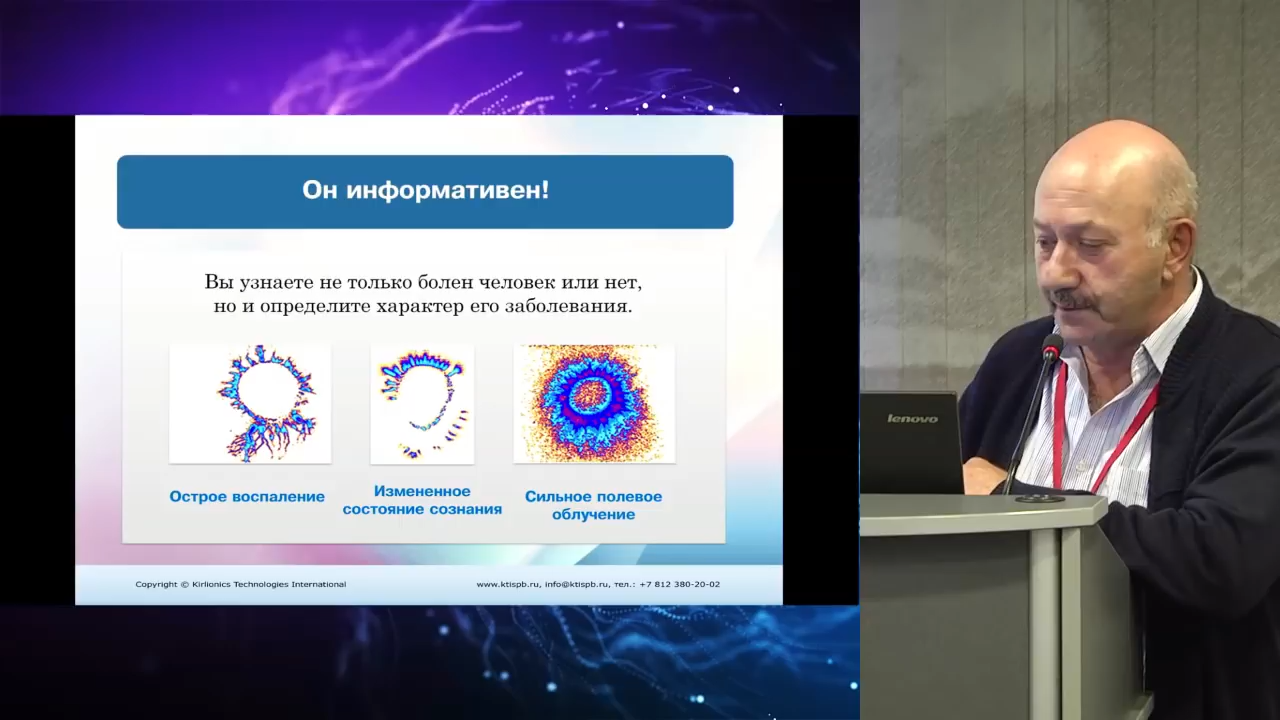 Он информативен!
Вы узнаете не только болен человек или нет,
но и определите характер его заболевания.
Острое воспаление
Измененное
состояние сознания
Сильное полевое
облучение
Copyright © Kirlionics Technologies International
www.ktispb.ru, info@ktispb.ru, тел.: +7 812 380-20-02
lenovo